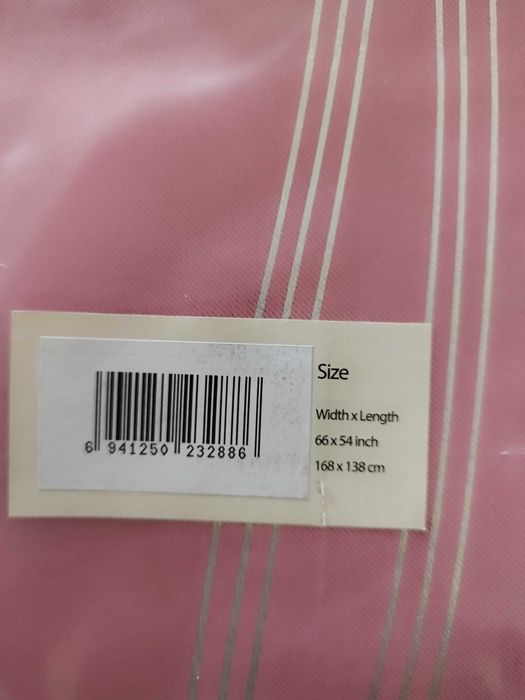 6 941250 232886
Size
Width x Length
66 x 54 inch
168 x 138 cm